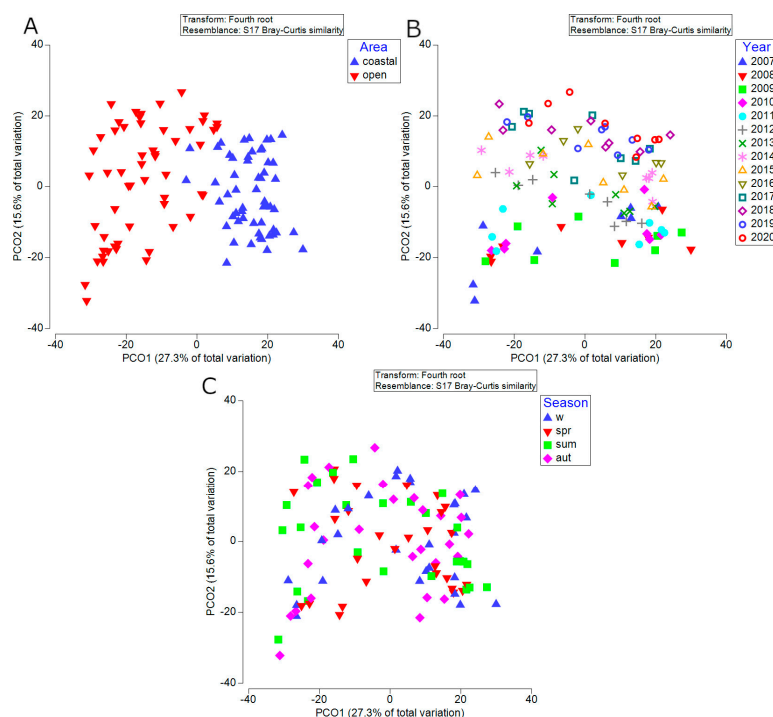 A
Transform: Fourth root
Resemblance: S17 Bray-Curtis similarity
Area
coastal
open
40
20
0
-20
-40
PCO2 (15.6% of total variation)
-40
-20
0
20
40
PCO1 (27.3% of total variation)
B
Transform: Fourth root
Resemblance: S17 Bray-Curtis similarity
Year
2007
2008
2009
2010
2011
2012
2013
2014
2015
2016
2017
2018
2019
2020
40
20
0
-20
-40
PCO2 (15.6% of total variation)
-40
-20
0
20
40
PCO1 (27.3% of total variation)
C
Transform: Fourth root
Resemblance: S17 Bray-Curtis similarity
Season
w
spr
sum
aut
40
20
0
-20
-40
PCO2 (15.6% of total variation)
-40
-20
0
20
40
PCO1 (27.3% of total variation)